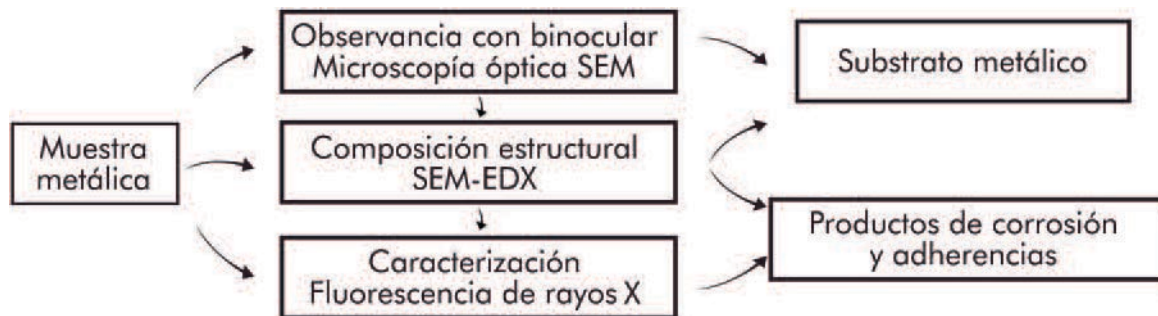 Muestra
metálica
Observancia con binocular
Microscopía óptica SEM
Composición estructural
SEM-EDX
Caracterización
Fluorescencia de rayos X
Substrato metálico
Productos de corrosión
y adherencias